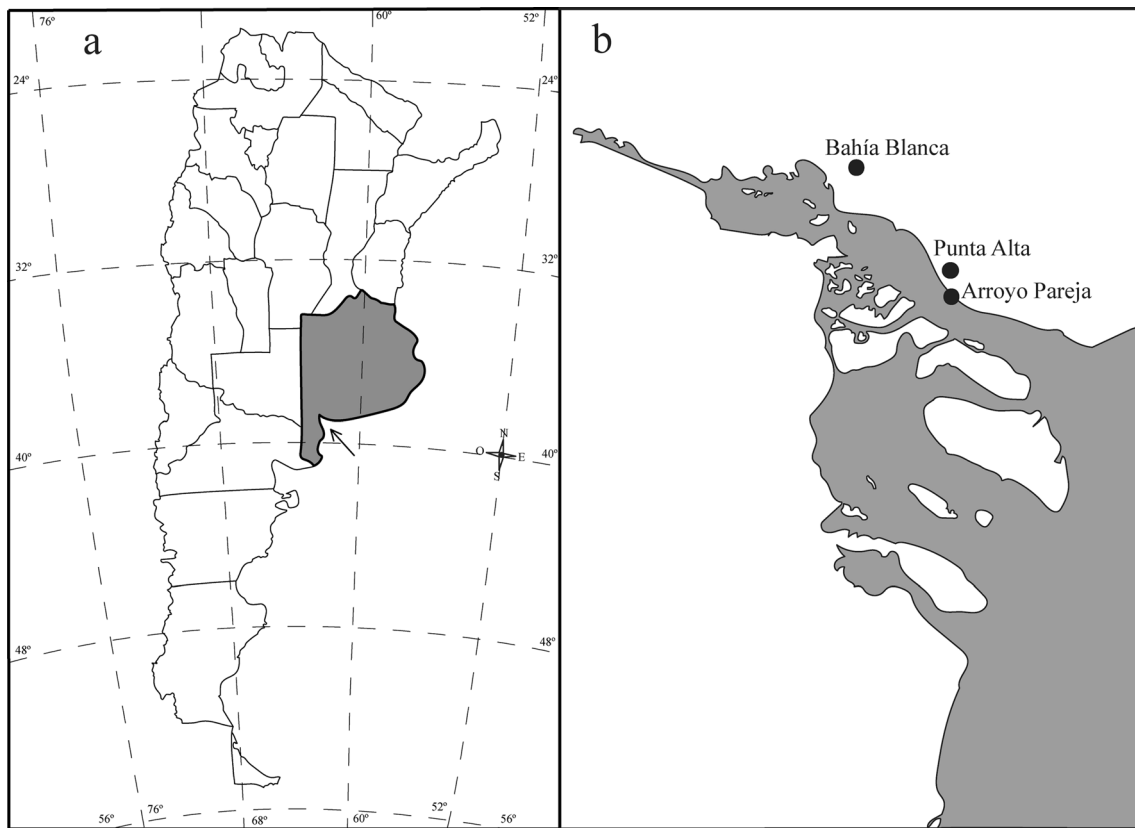 a
b
76º
60º
52º
24º
24º
32º
32º
40º
40º
48º
48º
56º
76º
68º
60º
52º
56º
N
O
E
S
Bahía Blanca
Punta Alta
Arroyo Pareja